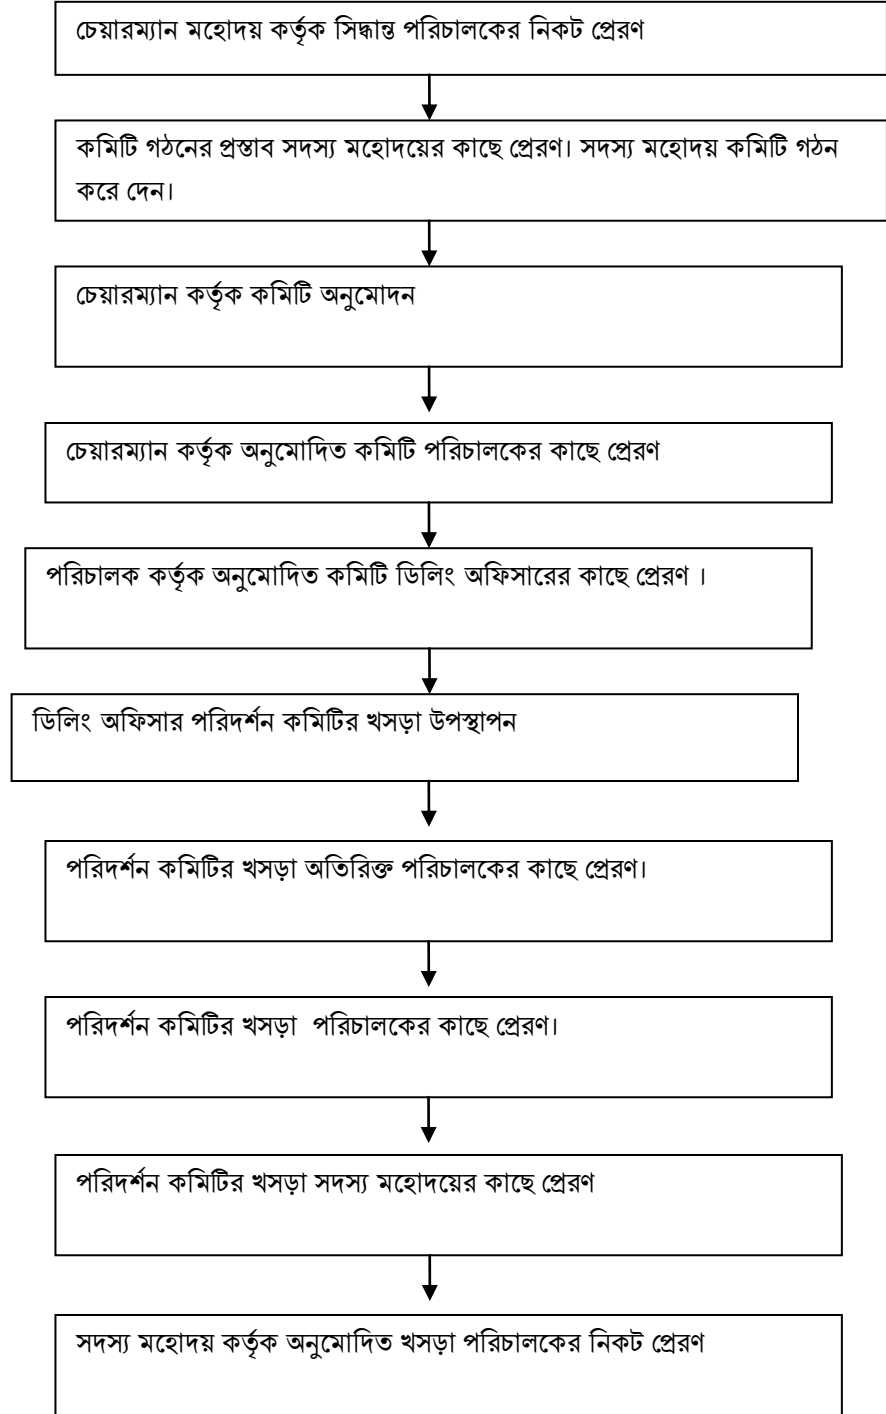 চেয়ারম্যান মহোদয় কর্তৃক সিদ্ধান্ত পরিচালকের নিকট প্রেরণ
কমিটি গঠনের প্রস্তাব সদস্য মহোদয়ের কাছে প্রেরণ। সদস্য মহোদয় কমিটি গঠন
করে দেন।
চেয়ারম্যান কর্তৃক কমিটি অনুমোদন
চেয়ারম্যান কর্তৃক অনুমোদিত কমিটি পরিচালকের কাছে প্রেরণ
পরিচালক কর্তৃক অনুমোদিত কমিটি ডিলিং অফিসারের কাছে প্রেরণ ।
ডিলিং অফিসার পরিদর্শন কমিটির খসড়া উপস্থাপন
পরিদর্শন কমিটির খসড়া অতিরিক্ত পরিচালকের কাছে প্রেরণ।
পরিদর্শন কমিটির খসড়া  পরিচালকের কাছে প্রেরণ।
পরিদর্শন কমিটির খসড়া সদস্য মহোদয়ের কাছে প্রেরণ
সদস্য মহোদয় কর্তৃক অনুমোদিত খসড়া পরিচালকের নিকট প্রেরণ